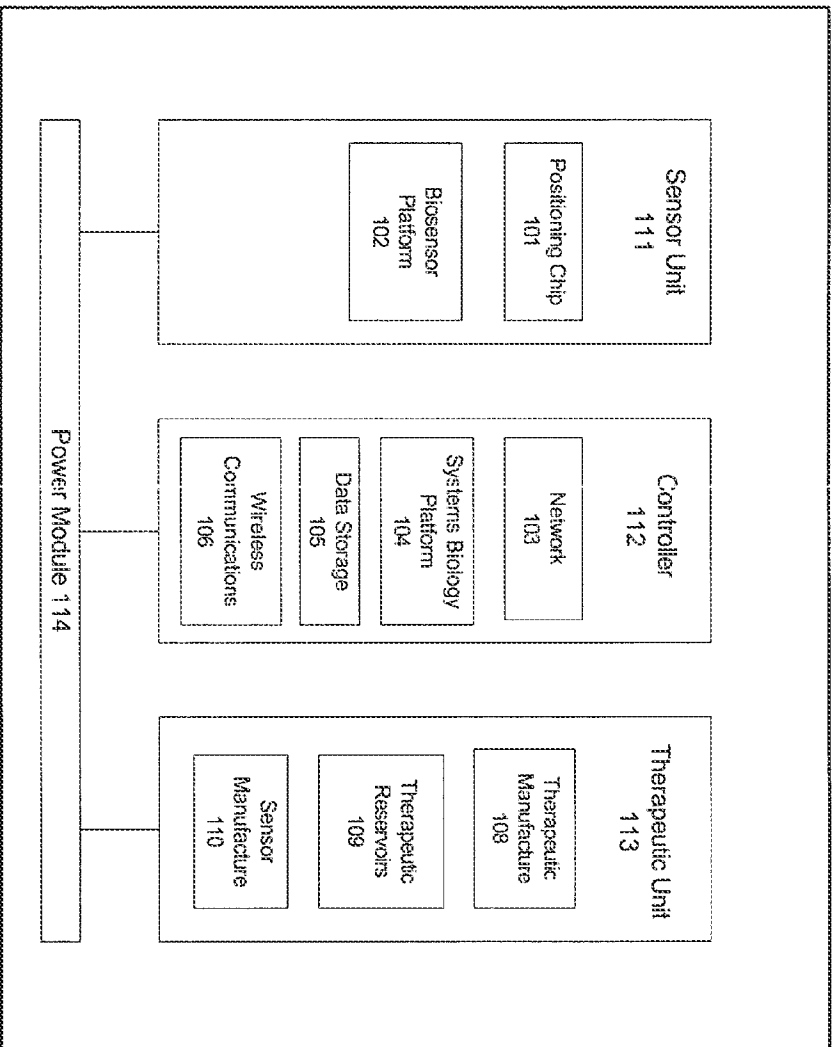 Sensor Unit
111
Positioning Chip
101
Biosensor
Platform
102
Controller
112
Network
103
Systems Biology
Platform
104
Data Storage
105
Wireless
Communications
106
Therapeutic Unit
113
Therapeutic
Manufacture
108
Therapeutic
Reservoirs
109
Sensor
Manufacture
110
Power Module 114